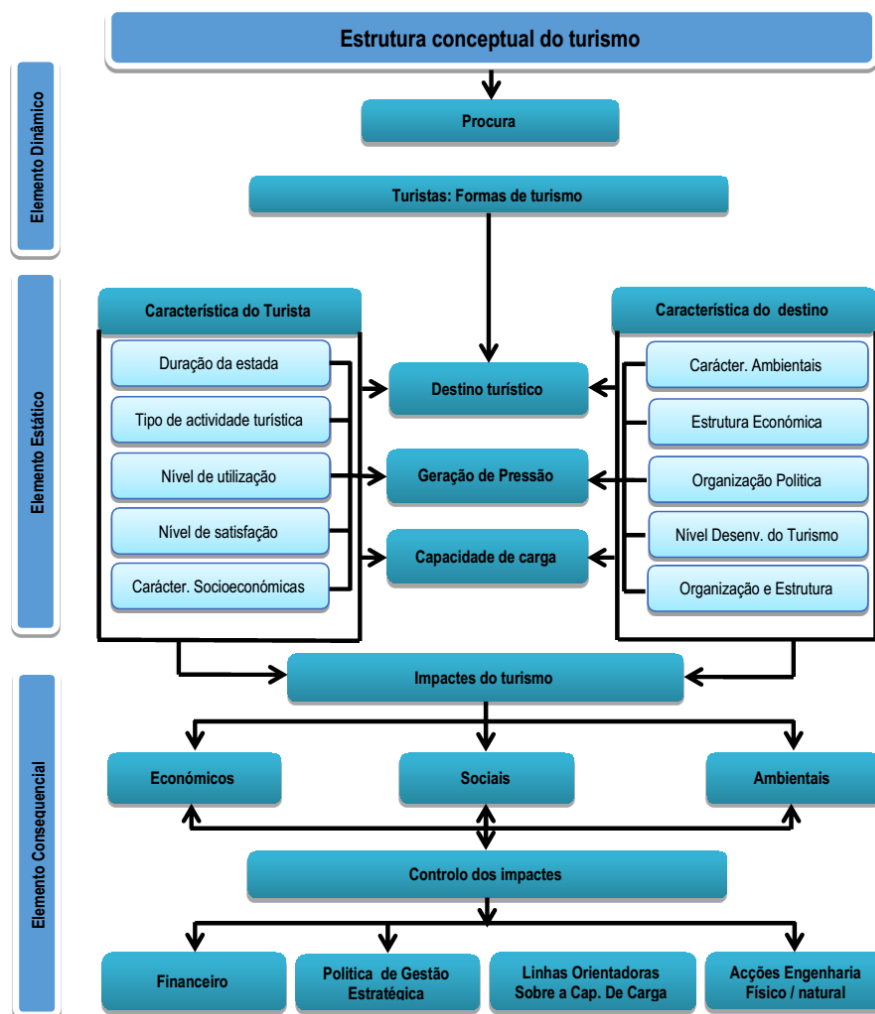 Estrutura conceptual do turismo
Elemento Dinâmico
Procura
Turistas: Formas de turismo
Elemento Estático
Característica do Turista
Duração da estada
Tipo de actividade turística
Nível de utilização
Nível de satisfação
Carácter. Socioeconómicas
Destino turístico
Geração de Pressão
Capacidade de carga
Característica do destino
Carácter. Ambientais
Estrutura Económica
Organização Politica
Nível Desenv. do Turismo
Organização e Estrutura
Elemento Consequencial
Impactes do turismo
Económicos
Sociais
Ambientais
Controlo dos impactes
Financeiro
Politica de Gestão
Estratégica
Linhas Orientadoras
Sobre a Cap. De Carga
Acções Engenharia
Físico / natural